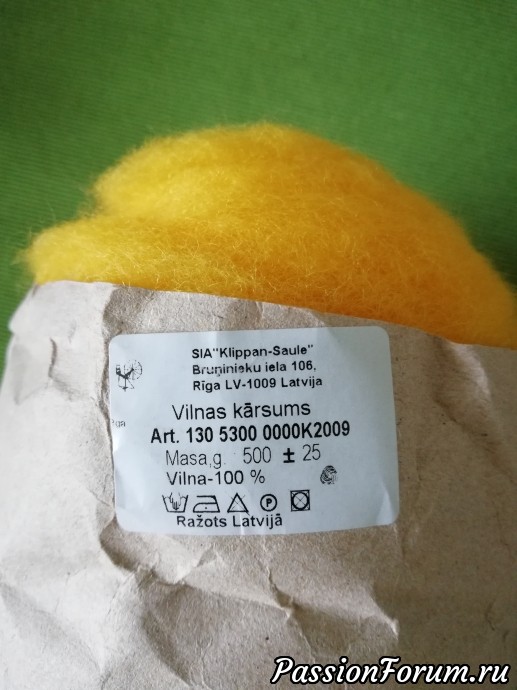 SIA"Klippan-Saule"
Bruņinieku iela 106,
Rīga LV-1009 Latvija
Vilnas kārsums
Art. 130 5300 0000K2009
Masa,g. 500 ± 25
Vilna-100 %
P
Ražots Latvijā
PassionForum.ru